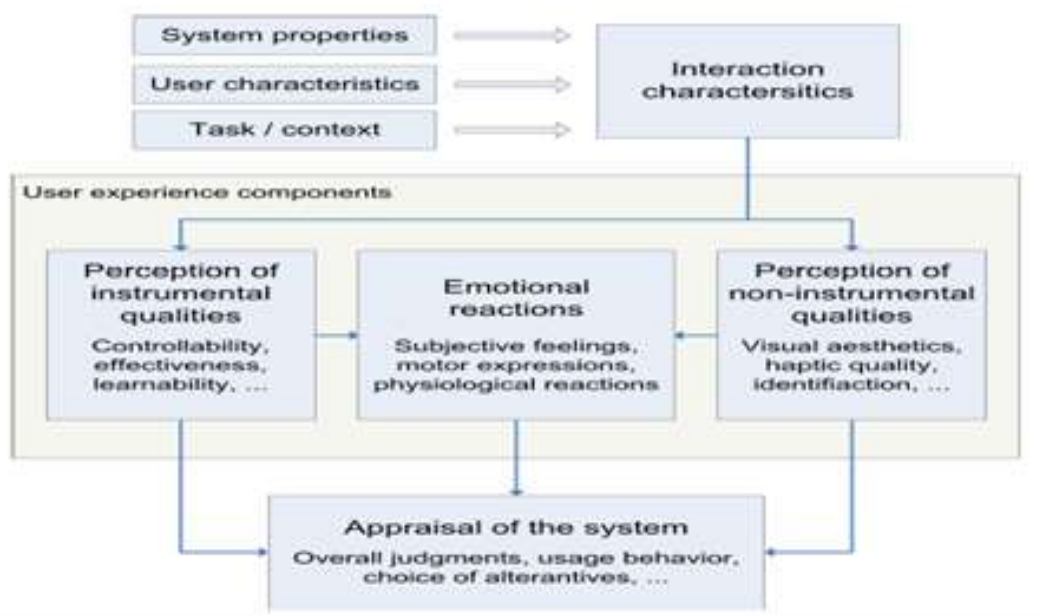 System properties
User characteristics
Task / context
Interaction
charactersitics
User experience components
Perception of
instrumental
qualities
Controllability,
effectiveness,
learnability, ...
Emotional
reactions
Subjective feelings,
motor expressions,
physiological reactions
Perception of
non-instrumental
qualities
Visual aesthetics,
haptic quality,
identifiaction, ...
Appraisal of the system
Overall judgments, usage behavior,
choice of alterantives, ...